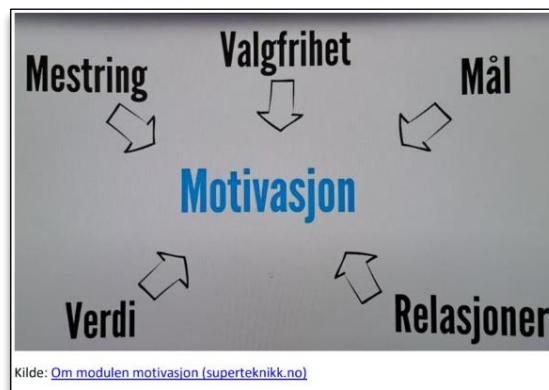 Valgfrihet
Mestring
Mål
Motivasjon
Verdi
Relasjoner
Kilde: Om modulen motivasjon (superteknikk.no)